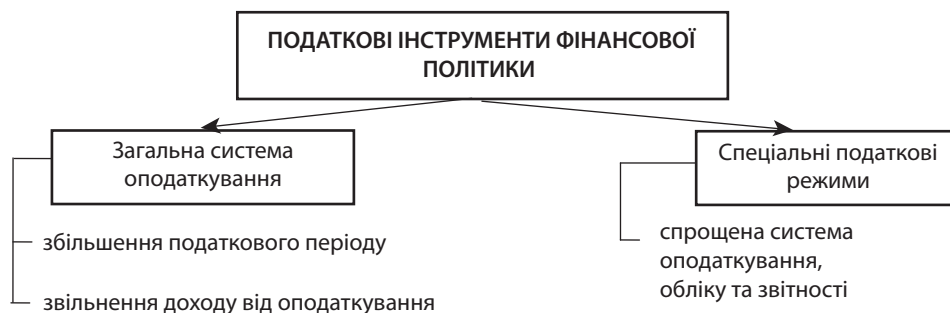 ПОДАТКОВІ ІНСТРУМЕНТИ ФІНАНСОВОЇ
ПОЛІТИКИ
Загальна система
оподаткування
збільшення податкового періоду
звільнення доходу від оподаткування
Спеціальні податкові
режими
спрощена система
оподаткування,
обліку та звітності